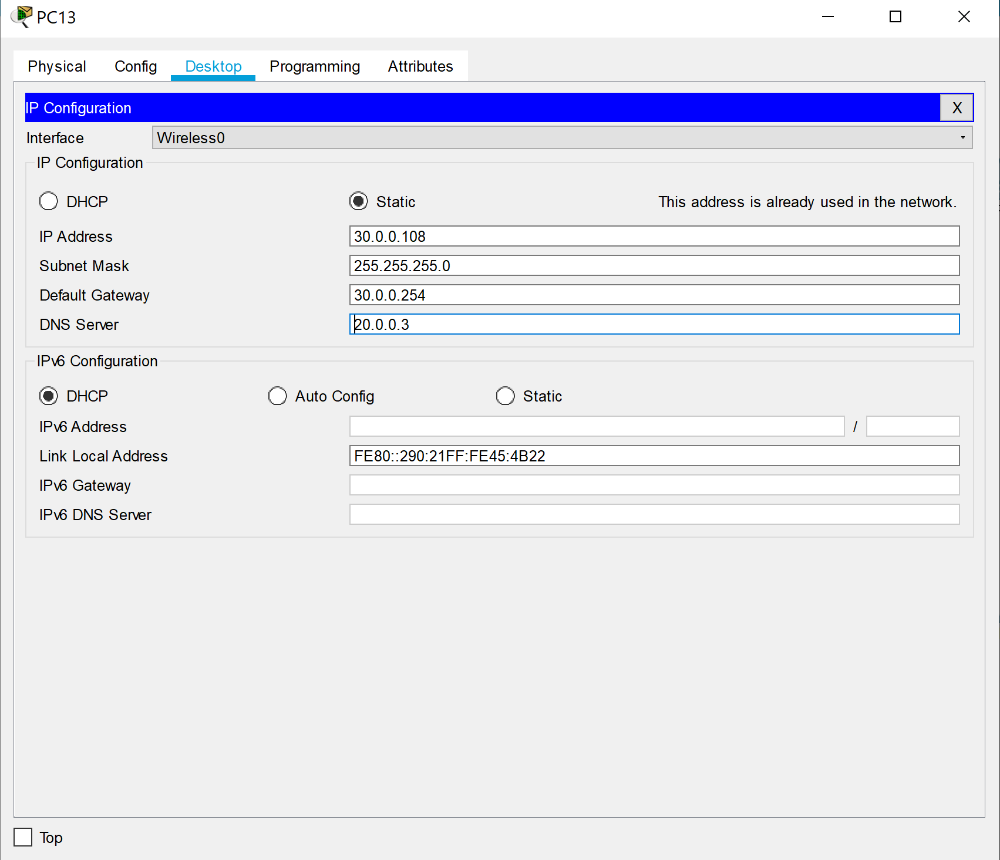 PC13
Physical Config Desktop Programming Attributes
IP Configuration X
Interface Wireless0
IP Configuration
DHCP Static This address is already used in the network.
IP Address 30.0.0.108
Subnet Mask 255.255.255.0
Default Gateway 30.0.0.254
DNS Server 20.0.0.3
IPv6 Configuration
DHCP Auto Config Static
IPv6 Address /
Link Local Address FE80::290:21FF:FE45:4B22
IPv6 Gateway
IPv6 DNS Server
Top